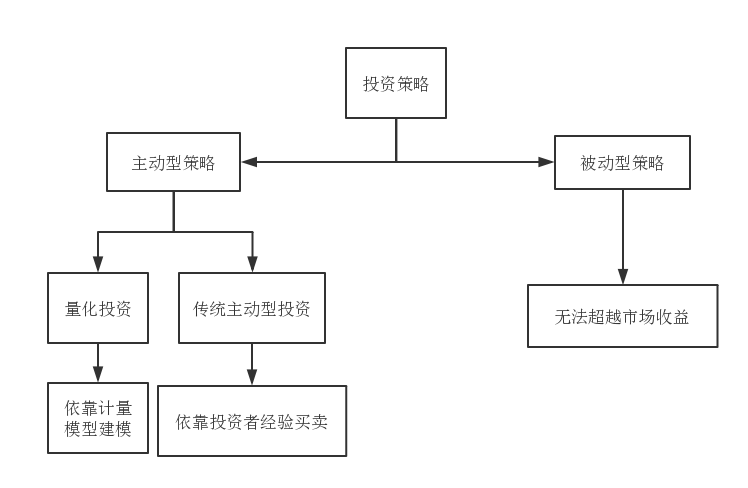 投资策略
主动型策略
被动型策略
量化投资
传统主动型投资
无法超越市场收益
依靠计量
模型建模
依靠投资者经验买卖